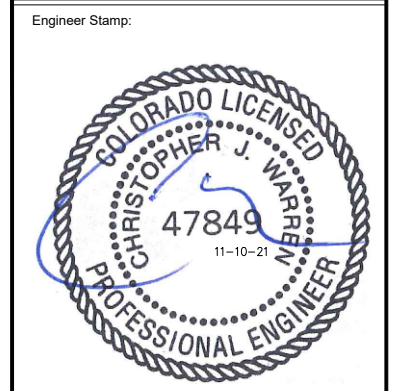 Engineer Stamp:
COLORADO LICENSED
CHRISTOPHER J. WARREN
47849
11-10-21
PROFESSIONAL ENGINEER